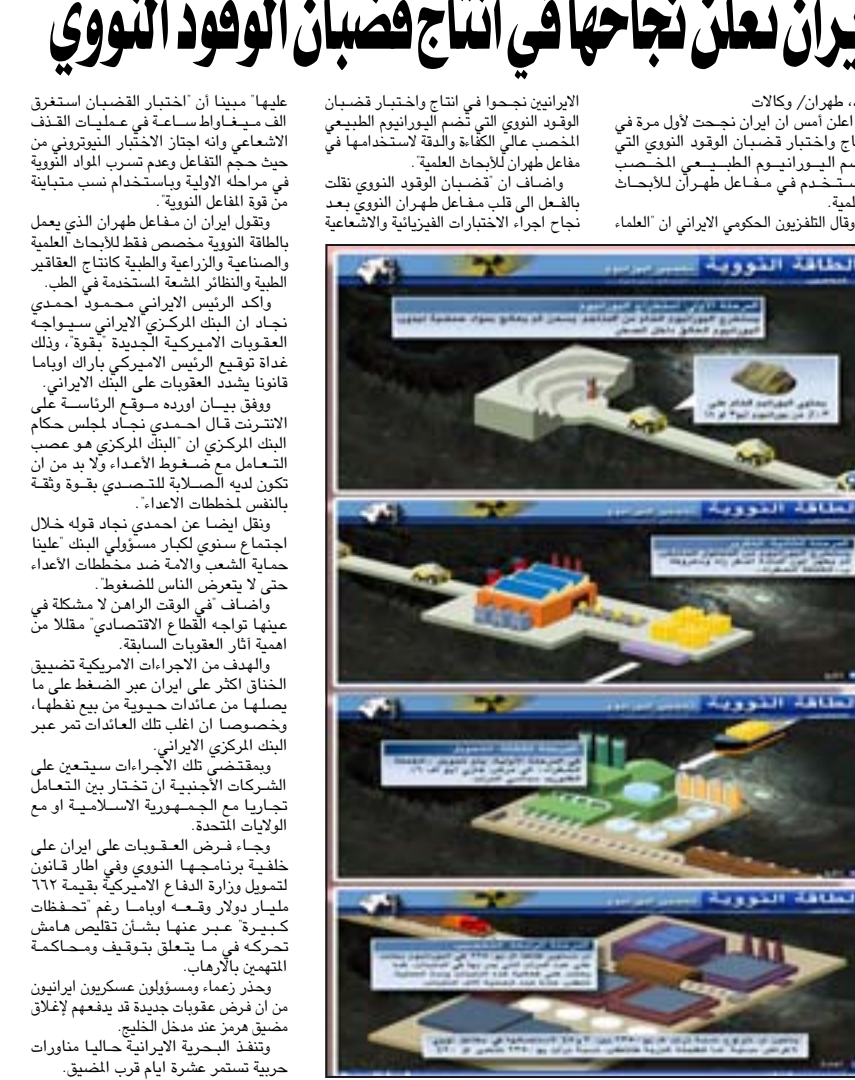 يران تعلن نجاحها في انتاج قضبان الوقود النووي
،، طهران/ وكالات
اعلن أمس ان ايران نجحت لأول مرة في
اج واختبار قضبان الوقود النووي التي
سم اليورانيوم الطبيعي المخصب
ستخدم في مفاعل طهران للأبحاث
لمية.
وقال التلفزيون الحكومي الايراني ان "العلماء
الايرانيين نجحوا في انتاج واختبار قضبان
الوقود النووي التي تضم اليورانيوم الطبيعي
المخصب عالي الكفاءة والدقة لاستخدامها في
مفاعل طهران للأبحاث العلمية".
واضاف ان "قضبان الوقود النووي نقلت
بالفعل الى قلب مفاعل طهران النووي بعد
نجاح اجراء الاختبارات الفيزيائية والاشعاعية
عليها" مبينا أن "اختبار القضبان استغرق
الف ميغاواط ساعة في عمليات القذف
الاشعاعي وانه اجتاز الاختبار النيوتروني من
حيث حجم التفاعل وعدم تسرب المواد النووية
في مراحله الاولية وباستخدام نسب متباينة
من قوة المفاعل النووية".
وتقول ايران ان مفاعل طهران الذي يعمل
بالطاقة النووية مخصص فقط للأبحاث العلمية
والصناعية والزراعية والطبية كانتاج العقاقير
الطبية والنظائر المشعة المستخدمة في الطب.
واكد الرئيس الايراني محمود احمدي
نجاد ان البنك المركزي الايراني سيواجه
العقوبات الاميركية الجديدة "بقوة"، وذلك
غداة توقيع الرئيس الاميركي باراك اوباما
قانونا يشدد العقوبات على البنك الايراني.
ووفق بيان اورده موقع الرئاسة على
الانترنت قال احمدي نجاد لمجلس حكام
البنك المركزي ان "البنك المركزي هو عصب
التعامل مع ضغوط الأعداء ولا بد من ان
تكون لديه الصلابة للتصدي بقوة وثقة
بالنفس لمخططات الاعداء".
ونقل ايضا عن احمدي نجاد قوله خلال
اجتماع سنوي لكبار مسؤولي البنك "علينا
حماية الشعب والامة ضد مخططات الأعداء
حتى لا يتعرض الناس للضغوط".
واضاف "في الوقت الراهن لا مشكلة في
عينها تواجه القطاع الاقتصادي" مقللا من
اهمية آثار العقوبات السابقة.
والهدف من الاجراءات الامريكية تضييق
الخناق اكثر على ايران عبر الضغط على ما
يصلها من عائدات حيوية من بيع نفطها،
وخصوصا ان اغلب تلك العائدات تمر عبر
البنك المركزي الايراني.
وبمقتضى تلك الاجراءات سيتعين على
الشركات الأجنبية ان تختار بين التعامل
تجاريا مع الجمهورية الاسلامية او مع
الولايات المتحدة.
وجاء فرض العقوبات على ايران على
خلفية برنامجها النووي وفي اطار قانون
لتمويل وزارة الدفاع الاميركية بقيمة ٦٦٢
مليار دولار وقعه اوباما رغم "تحفظات
كبيرة" عبر عنها بشأن تقليص هامش
تحركه في ما يتعلق بتوقيف ومحاكمة
المتهمين بالارهاب.
وحذر زعماء ومسؤولون عسكريون ايرانيون
من ان فرض عقوبات جديدة قد يدفعهم لإغلاق
مضيق هرمز عند مدخل الخليج.
وتنفذ البحرية الايرانية حاليا مناورات
حربية تستمر عشرة ايام قرب المضيق.
الطاقة النووية
الطاقة النووية
الطاقة النووية
الطاقة النووية